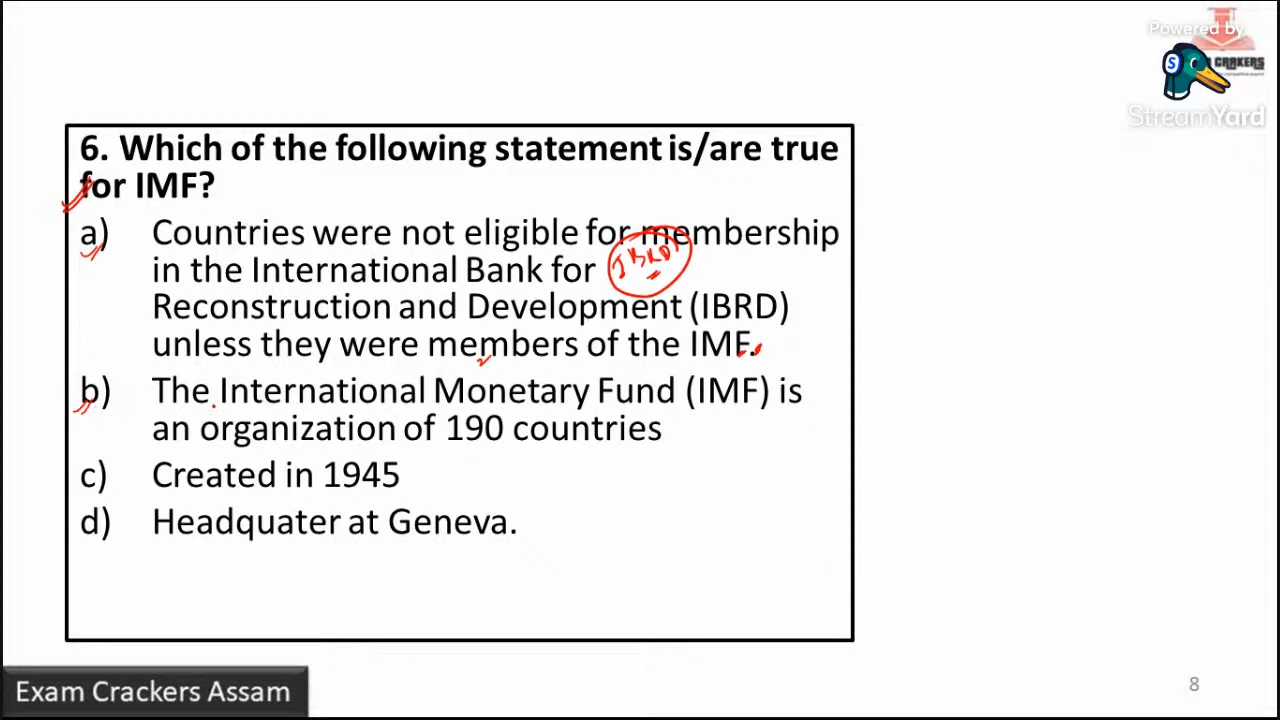 Powered by
CRAKERS
StreamYard
6. Which of the following statement is/are true
for IMF?
a) Countries were not eligible for membership
in the International Bank for
IBRD
Reconstruction and Development (IBRD)
unless they were members of the IMF.
b) The International Monetary Fund (IMF) is
an organization of 190 countries
c) Created in 1945
d) Headquater at Geneva.
Exam Crackers Assam
8